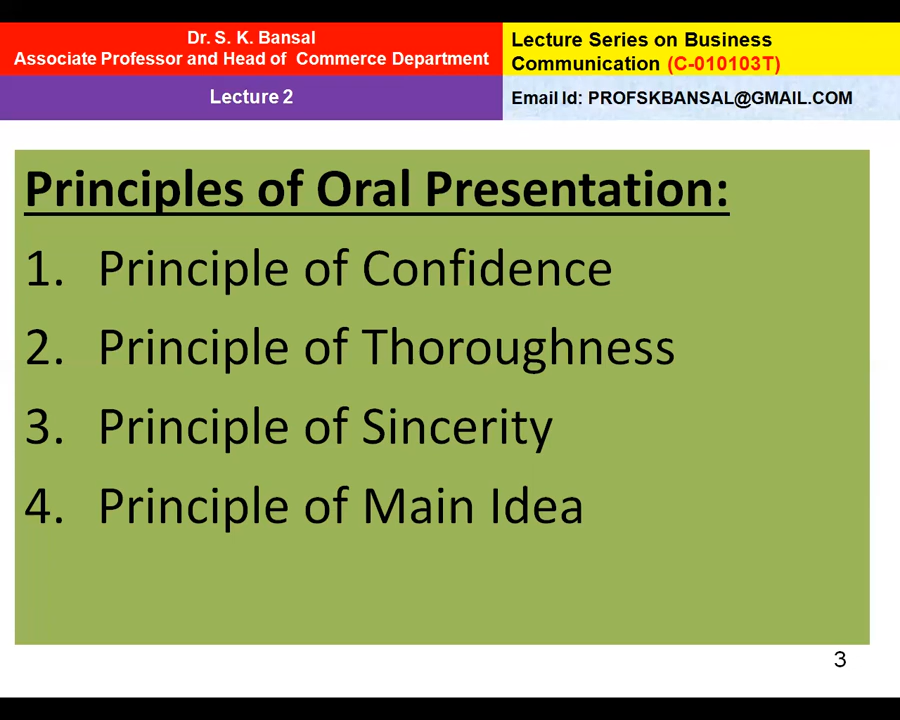 Dr. S. K. Bansal
Associate Professor and Head of Commerce Department
Lecture 2
Lecture Series on Business
Communication (C-010103T)
Email Id: PROFSKBANSAL@GMAIL.COM
Principles of Oral Presentation:
1. Principle of Confidence
2. Principle of Thoroughness
3. Principle of Sincerity
4. Principle of Main Idea
3